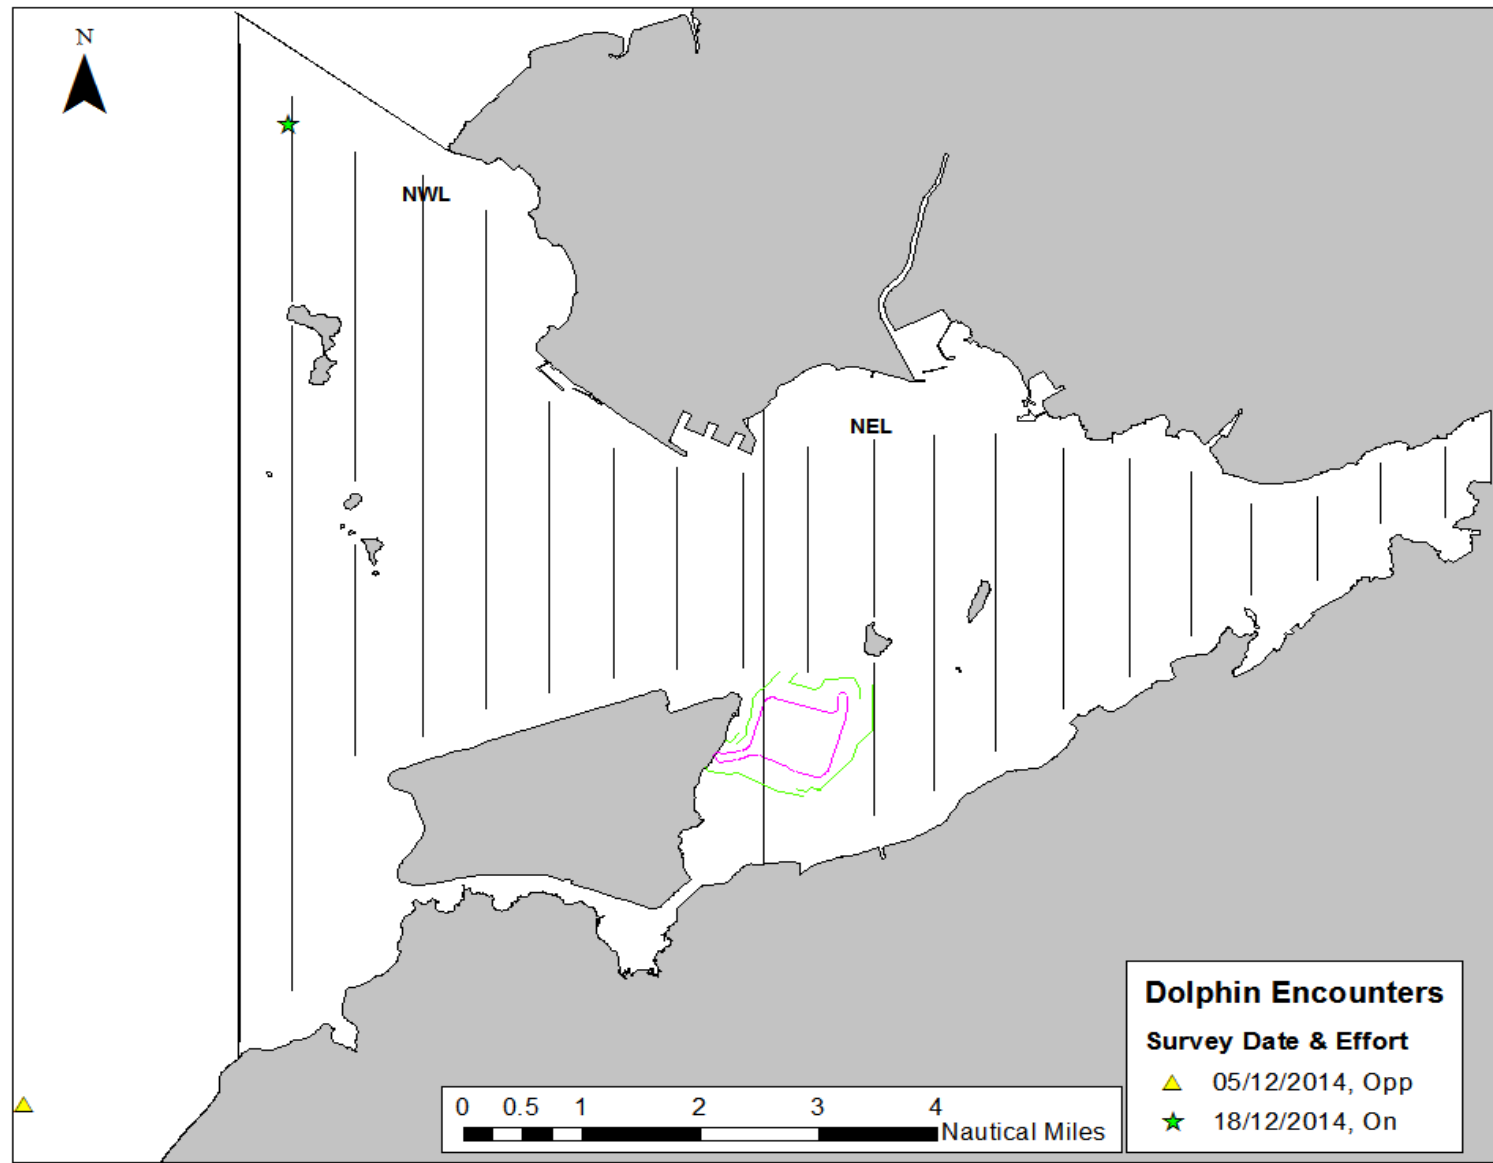 N
NWL
NEL
Dolphin Encounters
Survey Date & Effort
05/12/2014, Opp
18/12/2014, On
0 0.5 1 2 3 4
Nautical Miles